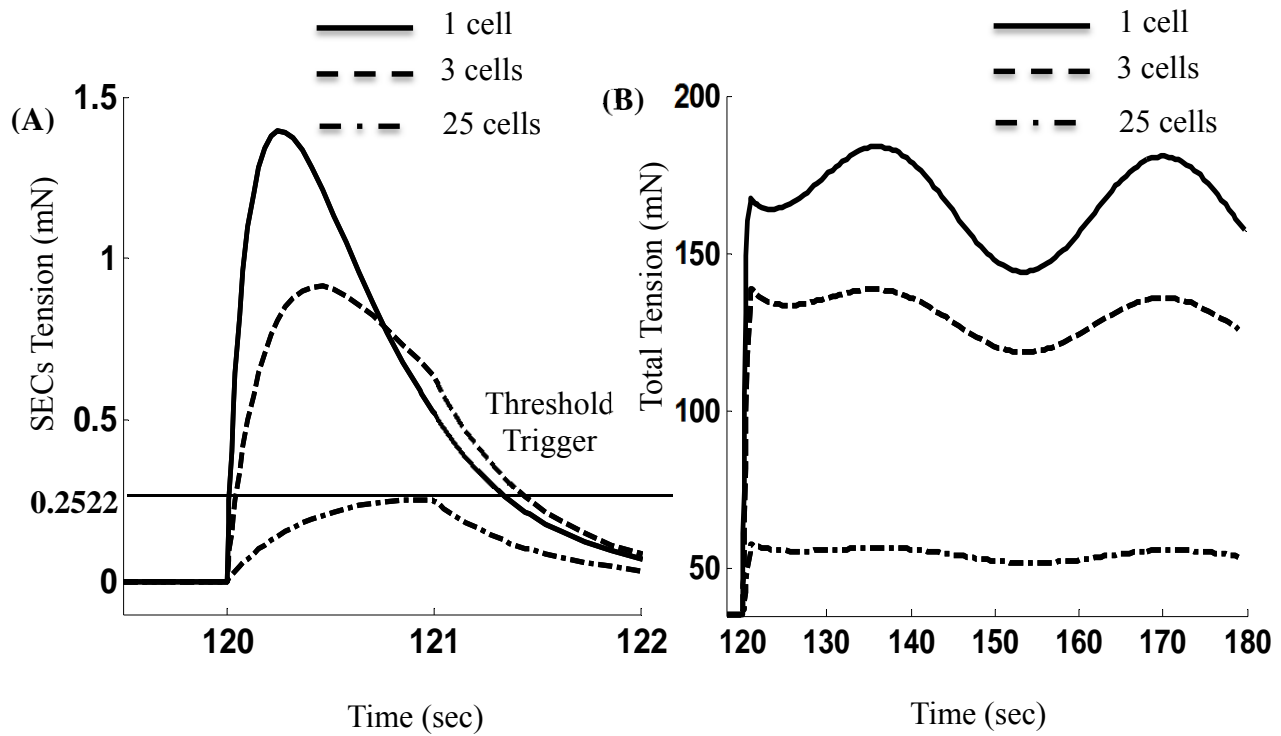 1 cell
3 cells
25 cells
(A)
SECs Tension (mN)
1.5
1
0.5
0.2522
0
Threshold
Trigger
120
121
122
Time (sec)
1 cell
3 cells
25 cells
(B)
Total Tension (mN)
200
150
100
50
120
130
140
150
160
170
180
Time (sec)